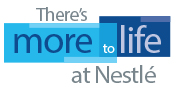 There's
more to life
at Nestlé